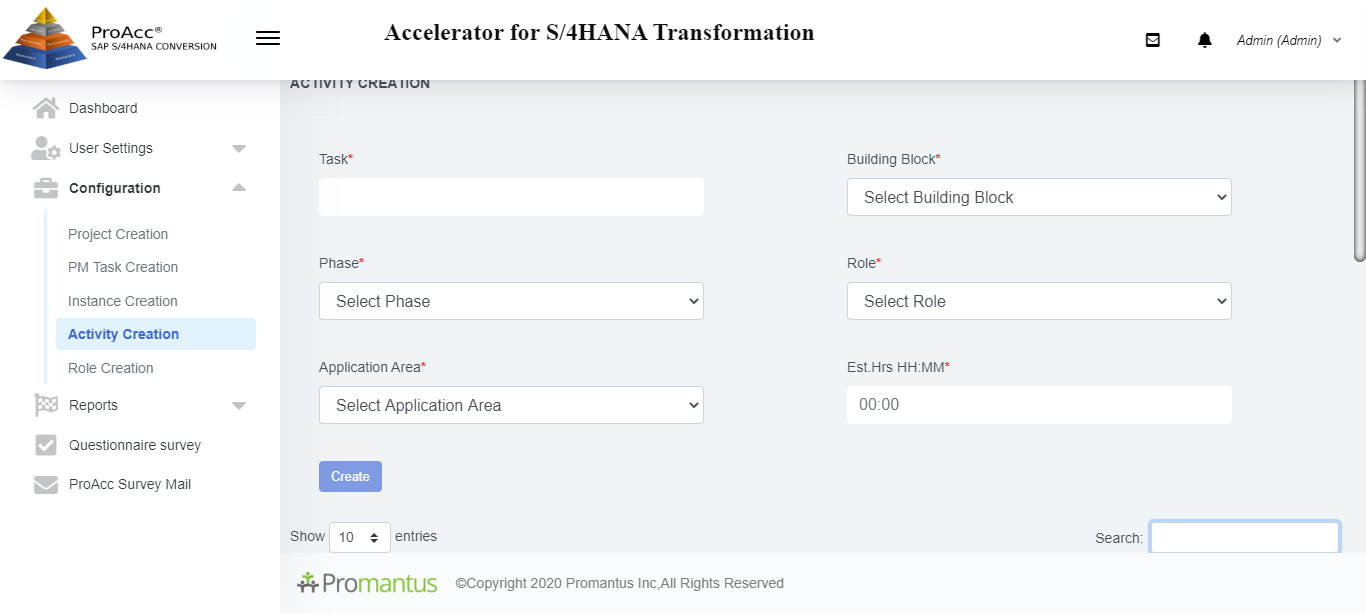 ProAcc®
SAP S/4HANA CONVERSION
Accelerator for S/4HANA Transformation
Admin (Admin)
Dashboard
User Settings
Configuration
Project Creation
PM Task Creation
Instance Creation
Activity Creation
Role Creation
Reports
Questionnaire survey
ProAcc Survey Mail
ACTIVITY CREATION
Task*
Building Block*
Select Building Block
Phase*
Role*
Select Phase
Select Role
Application Area*
Est.Hrs HH:MM*
Select Application Area
00:00
Create
Show 10 entries
Search:
Promantus
©Copyright 2020 Promantus Inc,All Rights Reserved